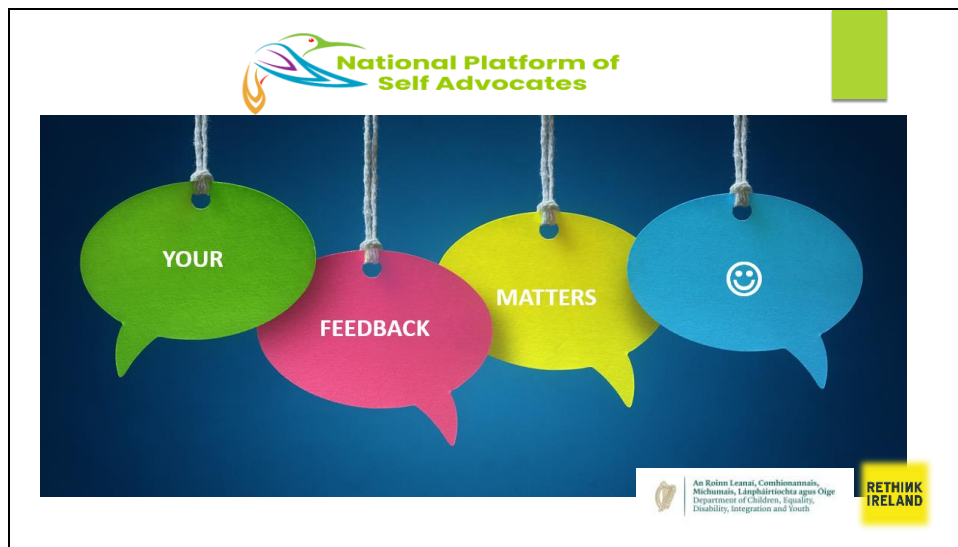 National Platform of
Self Advocates
YOUR
FEEDBACK
MATTERS
An Roinn Leanaí, Comhionannais,
Míchumais, Lánpháirtíochta agus Óige
Department of Children, Equality,
Disability, Integration and Youth
RETHINK
IRELAND